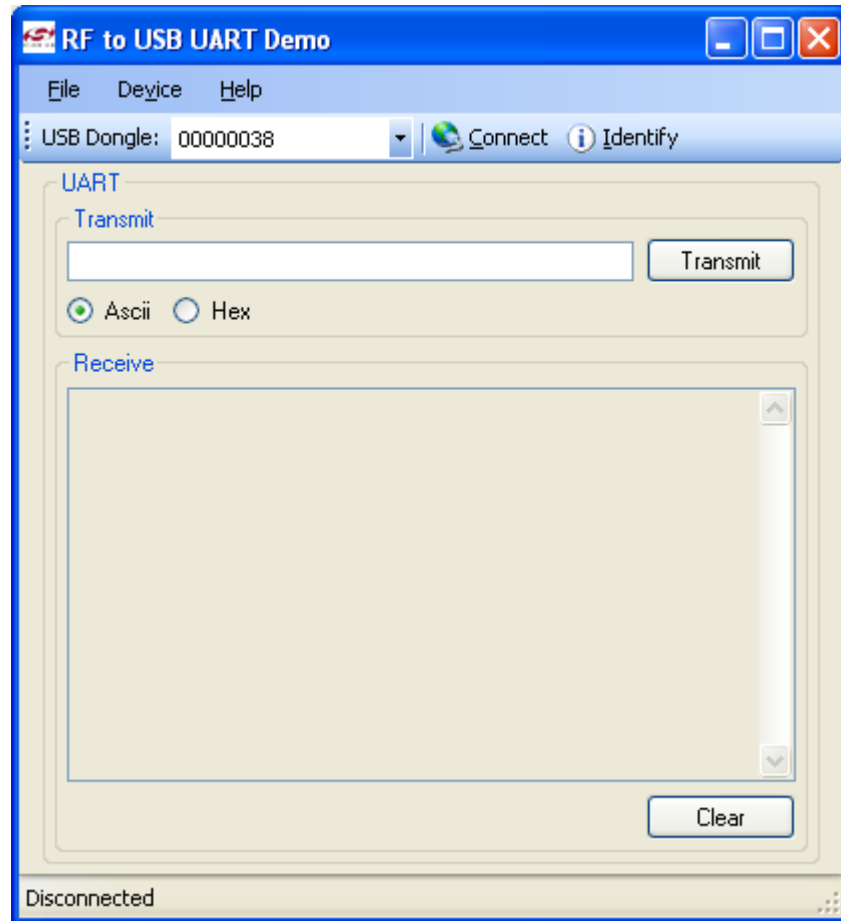 RF to USB UART Demo
File Device Help
USB Dongle: 00000038 Connect Identify
UART
Transmit
Transmit
Ascii Hex
Receive
Clear
Disconnected